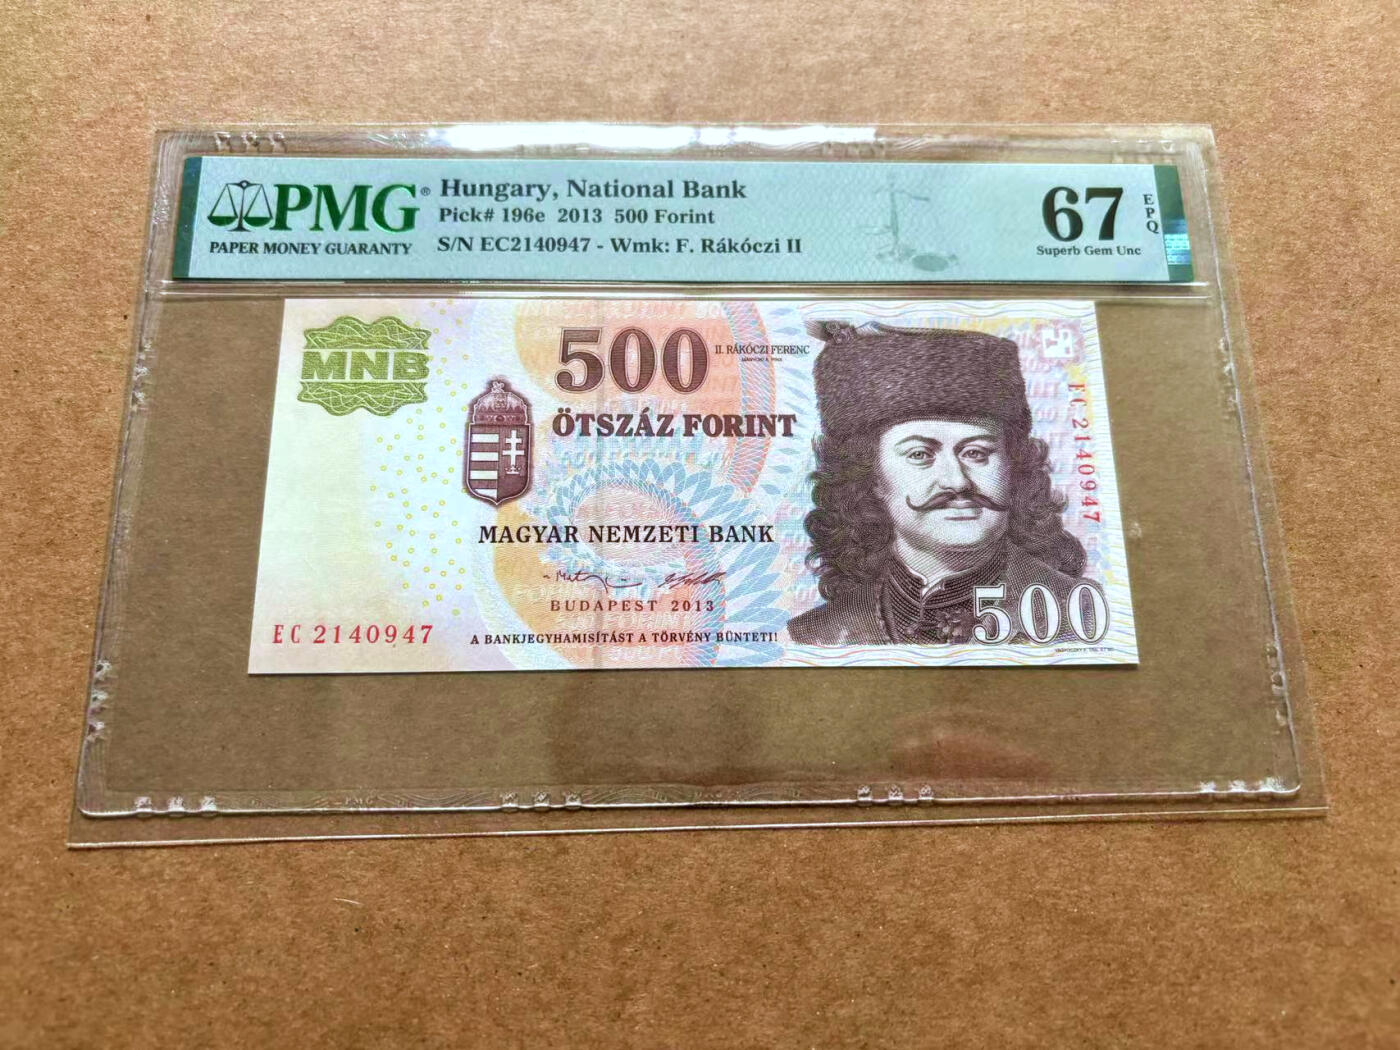 PMG®
PAPER MONEY GUARANTY
Hungary, National Bank
Pick# 196e 2013 500 Forint
S/N EC2140947 - Wmk: F. Rákóczi II
67
EPQ
Superb Gem Unc
MNB
500
II. RÁKÓCZI FERENC
ÖTSZÁZ FORINT
EC2140947
MAGYAR NEMZETI BANK
BUDAPEST 2013
500
EC 2140947
A BANKJEGYHAMISÍTÁST A TÖRVÉNY BÜNTETI!